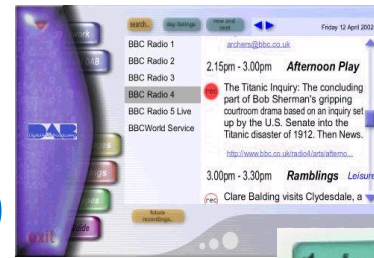 search..
day listings
now and next
Friday 12 April 2002
work
DAB
BBC Radio 1
BBC Radio 2
BBC Radio 3
BBC Radio 4
BBC Radio 5 Live
BBCWorld Service
archers@bbc.co.uk
2.15pm - 3.00pm Afternoon Play
rec
The Titanic Inquiry: The concluding
part of Bob Sherman's gripping
courtroom drama based on an inquiry set
up by the U.S. Senate into the
Titanic disaster of 1912. Then News.
http://www.bbc.co.uk/radio4/arts/afterno...
3.00pm - 3.30pm Ramblings Leisure
rec
Clare Balding visits Clydesdale, a
DAB
Digital
future
recordings..
exit